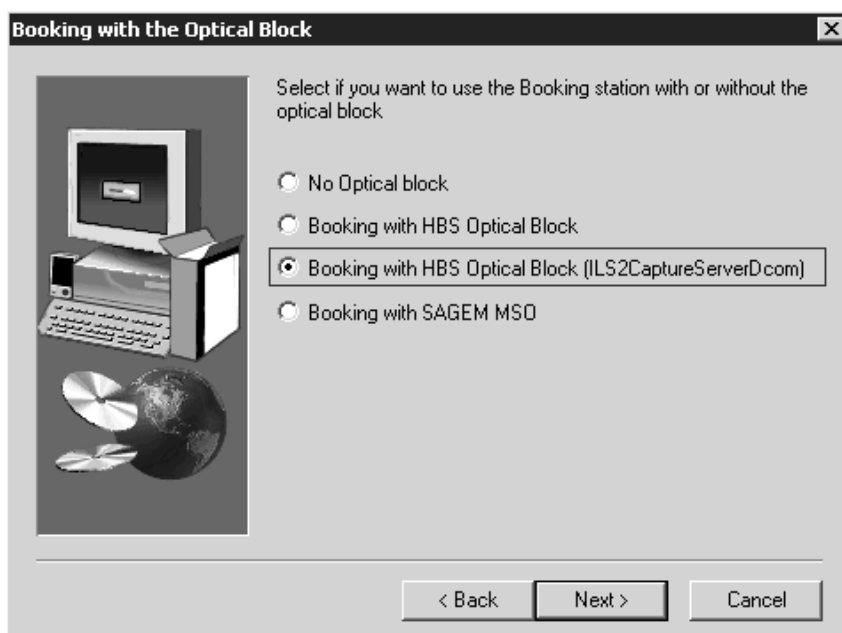 Booking with the Optical Block
Select if you want to use the Booking station with or without the
optical block
No Optical block
Booking with HBS Optical Block
Booking with HBS Optical Block (ILS2CaptureServerDcom)
Booking with SAGEM MSO
< Back
Next >
Cancel